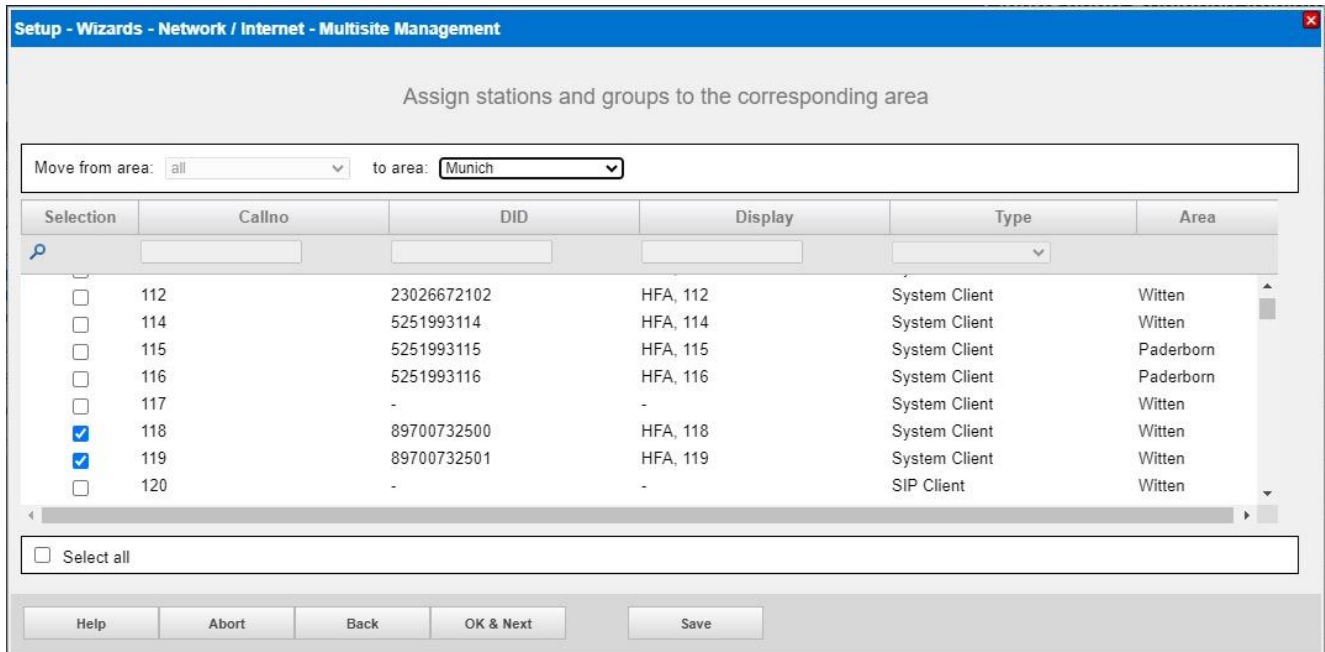 Setup - Wizards - Network / Internet - Multisite Management
Assign stations and groups to the corresponding area
Move from area: all to area: Munich
Selection Callno DID Display Type Area
112 23026672102 HFA, 112 System Client Witten
114 5251993114 HFA, 114 System Client Witten
115 5251993115 HFA, 115 System Client Paderborn
116 5251993116 HFA, 116 System Client Paderborn
117 - - System Client Witten
118 89700732500 HFA, 118 System Client Witten
119 89700732501 HFA, 119 System Client Witten
120 - - SIP Client Witten
Select all
Help Abort Back OK & Next Save